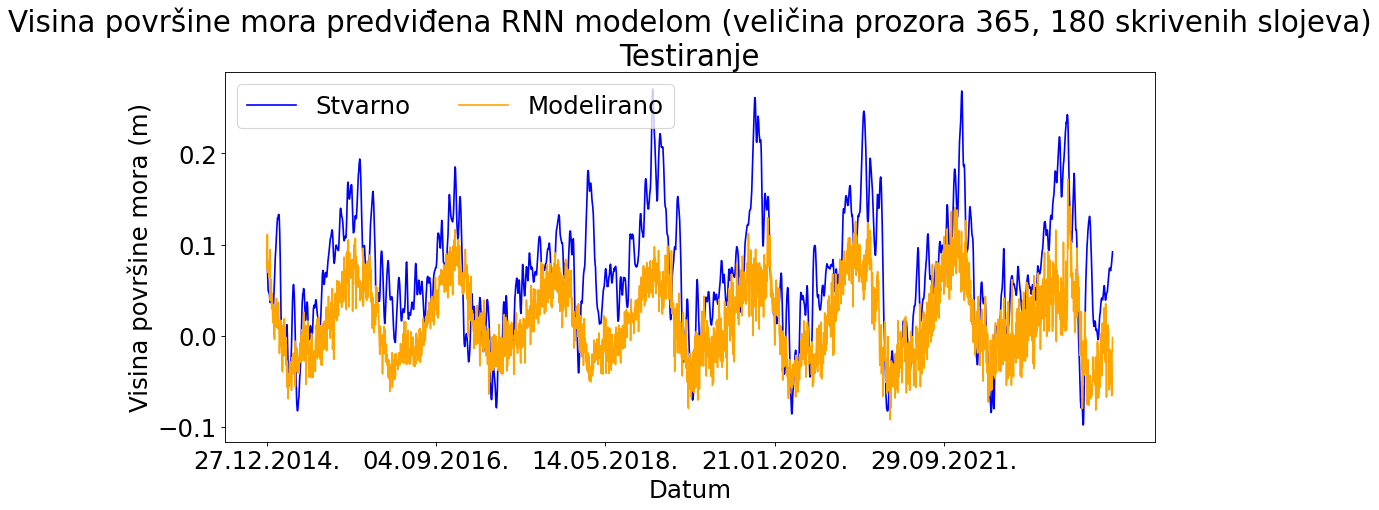 Visina površine mora predviđena RNN modelom (veličina prozora 365, 180 skrivenih slojeva)
Testiranje
Stvarno Modelirano
Visina površine mora (m)
0.2
0.1
0.0
−0.1
27.12.2014. 04.09.2016. 14.05.2018. 21.01.2020. 29.09.2021.
Datum